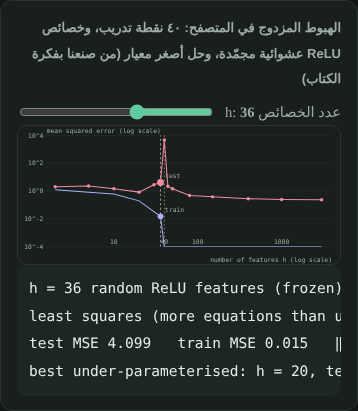 الهبوط المزدوج في المتصفح: ٤٠ نقطة تدريب، وخصائص
ReLU عشوائية مجمّدة، وحل أصغر معيار (من صنعنا بفكرة
الكتاب)
عدد الخصائص h: 36
mean squared error (log scale)
10^4
10^2
10^0
10^-2
10^-4
test
train
10
100
1000
number of features h (log scale)
h = 36 random ReLU features (frozen)
least squares (more equations than u
test MSE 4.099 train MSE 0.015
best under-parameterised: h = 20, te